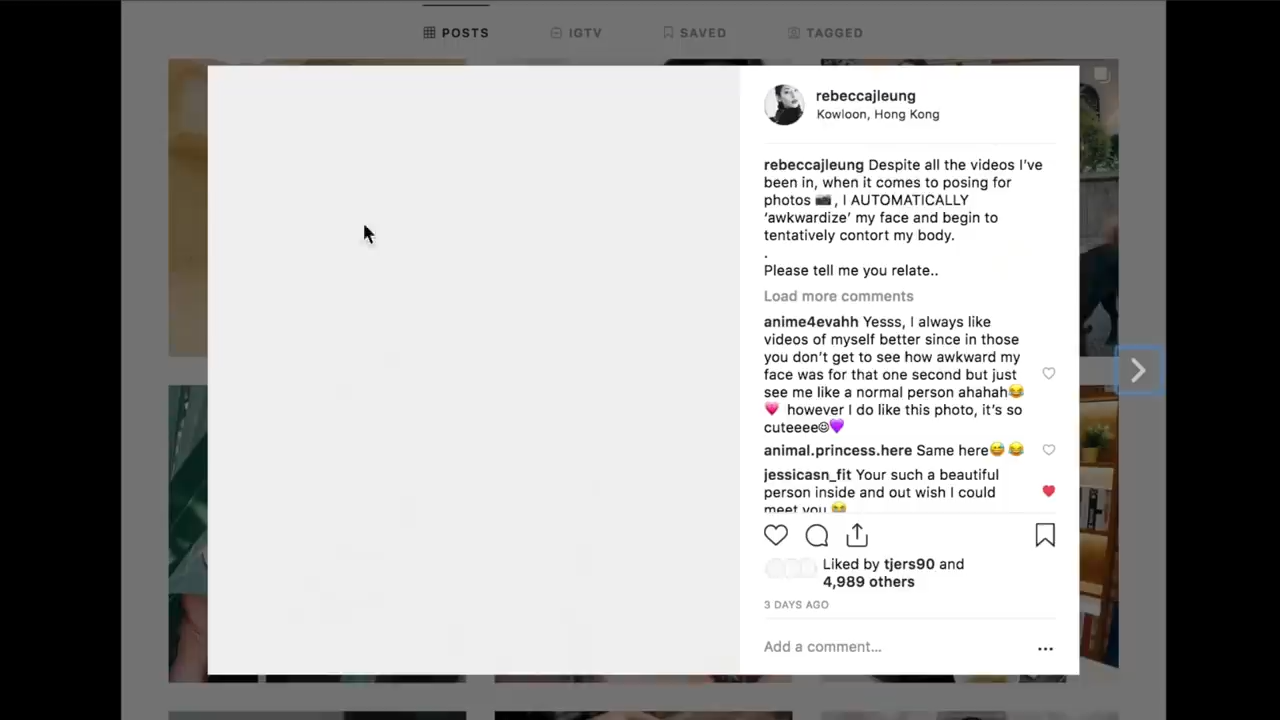 POSTS
IGTV
SAVED
TAGGED
rebeccajleung
Kowloon, Hong Kong
rebeccajleung Despite all the videos I've
been in, when it comes to posing for
photos 📷, I AUTOMATICALLY
'awkwardize' my face and begin to
tentatively contort my body.
.
Please tell me you relate..
Load more comments
anime4evahh Yesss, I always like
videos of myself better since in those
you don't get to see how awkward my
face was for that one second but just
see me like a normal person ahahah😂
💗 however I do like this photo, it's so
cuteeee☺💜
animal.princess.here Same here😅 😂
jessicasn_fit Your such a beautiful
person inside and out wish I could
meet you 😂
Liked by tjers90 and
4,989 others
3 DAYS AGO
Add a comment...